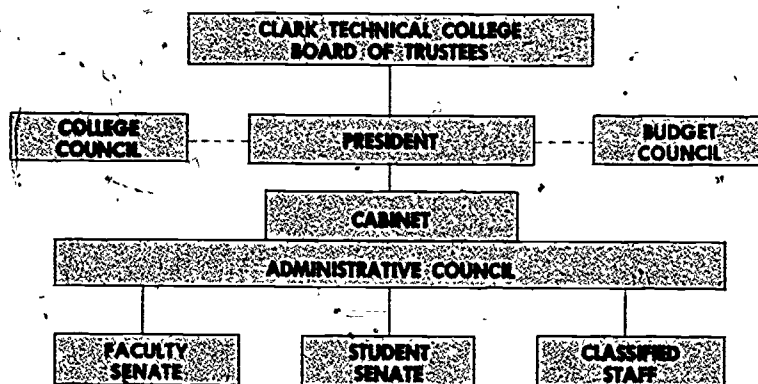 CLARK TECHNICAL COLLEGE
BOARD OF TRUSTEES
COLLEGE
COUNCIL
PRESIDENT
BUDGET
COUNCIL
CABINET
ADMINISTRATIVE COUNCIL
FACULTY
SENATE
STUDENT
SENATE
CLASSIFIED
STAFF